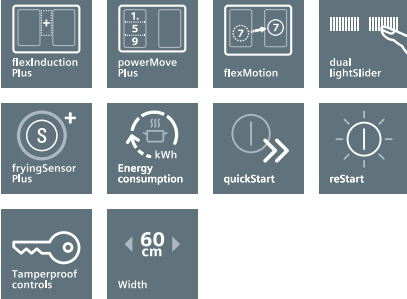 +
flexInduction
Plus
1.
5
9
powerMove
Plus
7 7
flexMotion
dual
lightSlider
S +
fryingSensor
Plus
kWh
Energy
consumption
quickStart
reStart
Tamperproof
controls
60
cm
Width